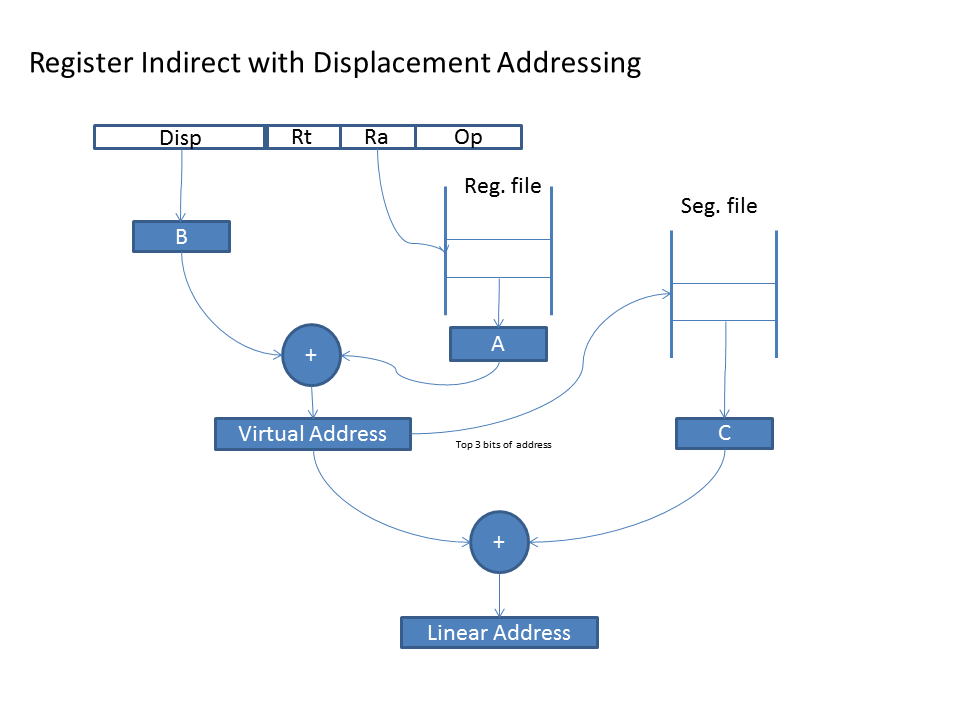 Register Indirect with Displacement Addressing
Disp Rt Ra Op
Reg. file
Seg. file
B
A
+
Virtual Address
C
Top 3 bits of address
+
Linear Address